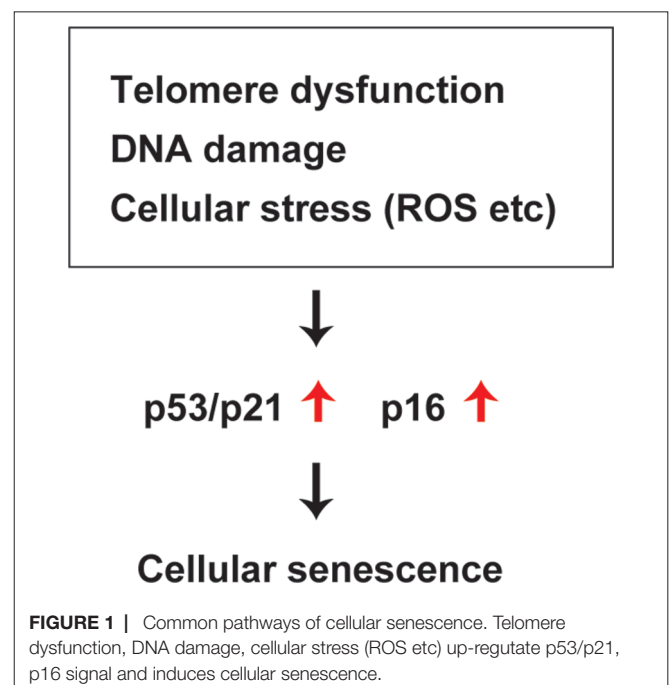 Telomere dysfunction
DNA damage
Cellular stress (ROS etc)
p53/p21 ↑ p16 ↑
Cellular senescence
FIGURE 1 | Common pathways of cellular senescence. Telomere
dysfunction, DNA damage, cellular stress (ROS etc) up-regutate p53/p21,
p16 signal and induces cellular senescence.